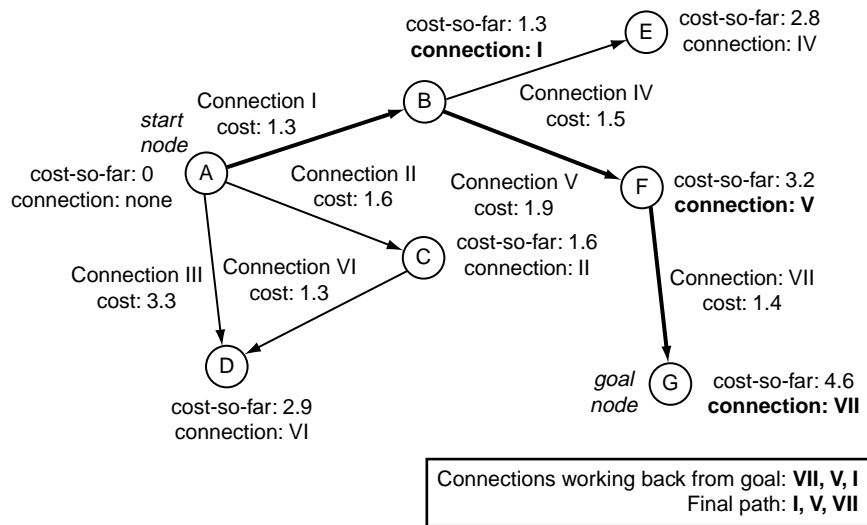 cost-so-far: 1.3
connection: I
E
cost-so-far: 2.8
connection: IV
Connection I
cost: 1.3
B
Connection IV
cost: 1.5
start
node
A
cost-so-far: 0
connection: none
Connection II
cost: 1.6
Connection V
cost: 1.9
F
cost-so-far: 3.2
connection: V
Connection III
cost: 3.3
Connection VI
cost: 1.3
C
cost-so-far: 1.6
connection: II
Connection: VII
cost: 1.4
D
cost-so-far: 2.9
connection: VI
goal
node
G
cost-so-far: 4.6
connection: VII
Connections working back from goal: VII, V, I
Final path: I, V, VII